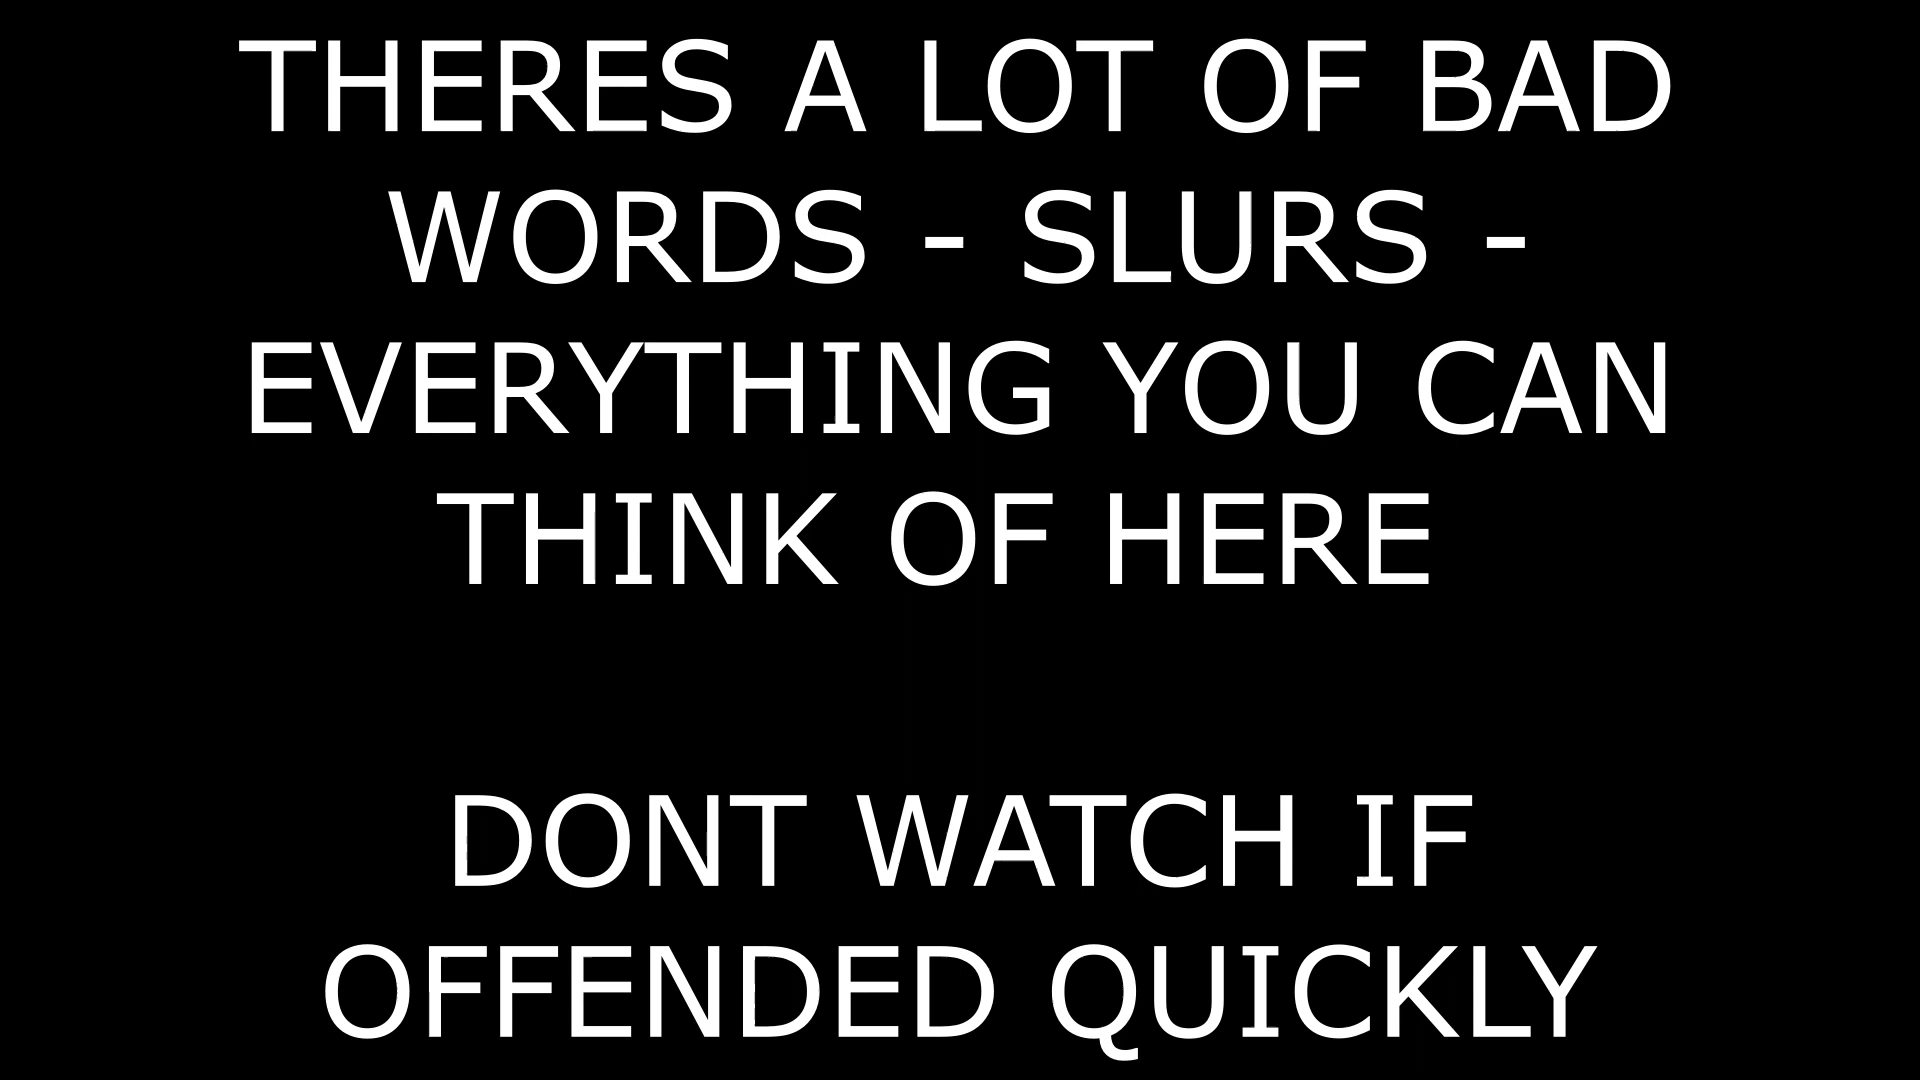 THERES A LOT OF BAD
WORDS - SLURS -
EVERYTHING YOU CAN
THINK OF HERE
DONT WATCH IF
OFFENDED QUICKLY